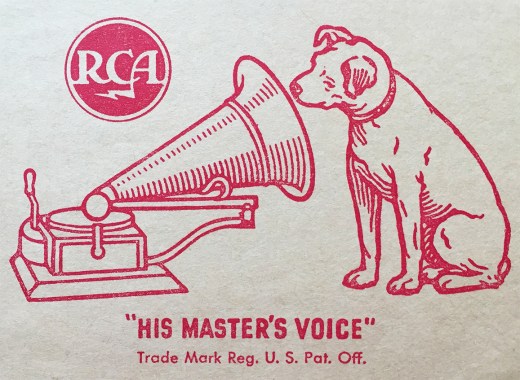 RCA
"HIS MASTER'S VOICE"
Trade Mark Reg. U. S. Pat. Off.